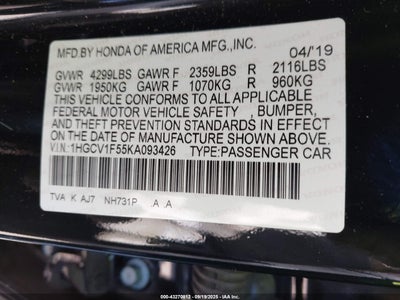 MFD.BY HONDA OF AMERICA MFG.,INC. 04/19
GVWR 4299LBS GAWR F 2359LBS R 2116LBS
GVWR 1950KG GAWR F 1070KG R 960KG
THIS VEHICLE CONFORMS TO ALL APPLICABLE
FEDERAL MOTOR VEHICLE SAFETY, BUMPER,
AND THEFT PREVENTION STANDARDS IN EFFECT
ON THE DATE OF MANUFACTURE SHOWN ABOVE.
V.I.N:1HGCV1F55KA093426 TYPE:PASSENGER CAR
TVA K AJ7 NH731P A A
000-43270813 - 09/19/2025 - IAA Inc